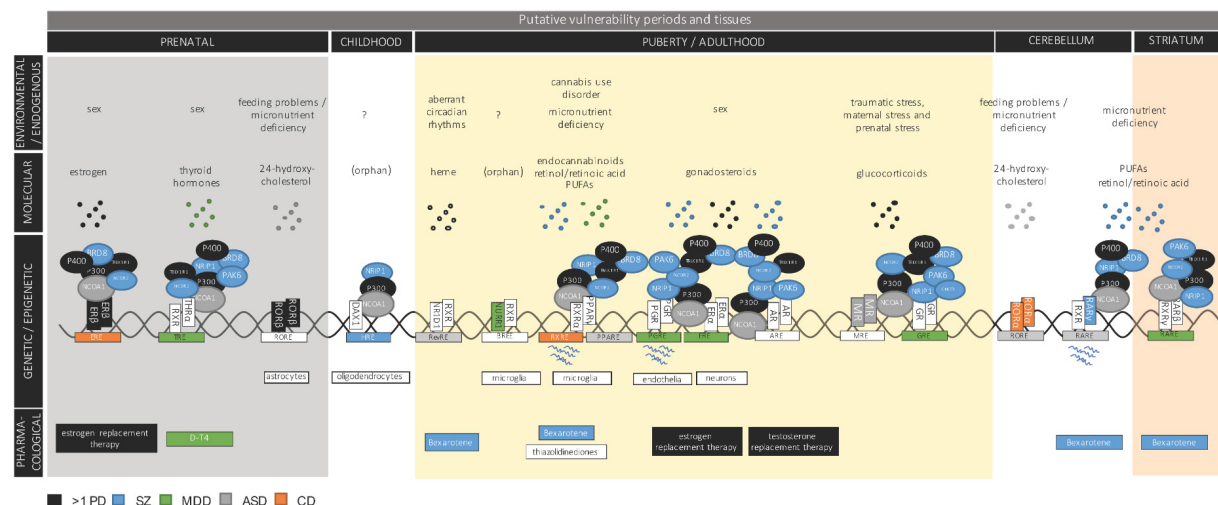 Putative vulnerability periods and tissues
PRENATAL
CHILDHOOD
PUBERTY / ADULTHOOD
CEREBELLUM
STRIATUM
ENVIRONMENTAL
/ ENDOGENOUS
sex
sex
feeding problems /
micronutrient
deficiency
?
aberrant
circadian
rhythms
?
cannabis use
disorder
micronutrient
deficiency
sex
traumatic stress,
maternal stress and
prenatal stress
feeding problems /
micronutrient
deficiency
micronutrient
deficiency
MOLECULAR
estrogen
thyroid
hormones
24-hydroxy-
cholesterol
(orphan)
heme
(orphan)
endocannabinoids
retinol/retinoic acid
PUFAs
gonadosteroids
glucocorticoids
24-hydroxy-
cholesterol
PUFAs
retinol/retinoic acid
GENETIC / EPIGENETIC
P400
BRD8
P300
NCOA1
ERβ
ERβ
ERE
P400
BRD8
NRIP1
PAK6
P300
NCOA1
RXR
THRα
TRE
RORβ
RORβ
RORE
NRIP1
P300
NCOA1
DAX1
HRE
NR1D1
RXRβ
NURR1
RXR
BREE
P400
BRD8
NRIP1
P300
NCOA1
RXRα
PPARγ
RXRE
PPARE
P400
BRD8
PAK6
NRIP1
P300
NCOA1
PGR
PGR
PGRE
ERα
ERα
ERE
P400
BRD8
NRIP1
PAK6
P300
NCOA1
AR
AR
ARE
MR
MR
MRE
P400
NRIP1
BRD8
PAK6
P300
NCOA1
NRIP1
GR
GR
GRE
RORα
RORα
RORE
P400
BRD8
NRIP1
P300
NCOA1
RXR
RARγ
RARE
PAK6
P400
P300
NCOA1
NRIP1
RXRγ
RARβ
RARE
astrocytes
oligodendrocytes
microglia
microglia
endothelia
neurons
PHARMA-
COLOGICAL
estrogen replacement
therapy
D-T4
Bexarotene
Bexarotene
thiazolidinediones
estrogen
replacement therapy
testosterone
replacement therapy
Bexarotene
Bexarotene
>1 PD
SZ
MDD
ASD
CD